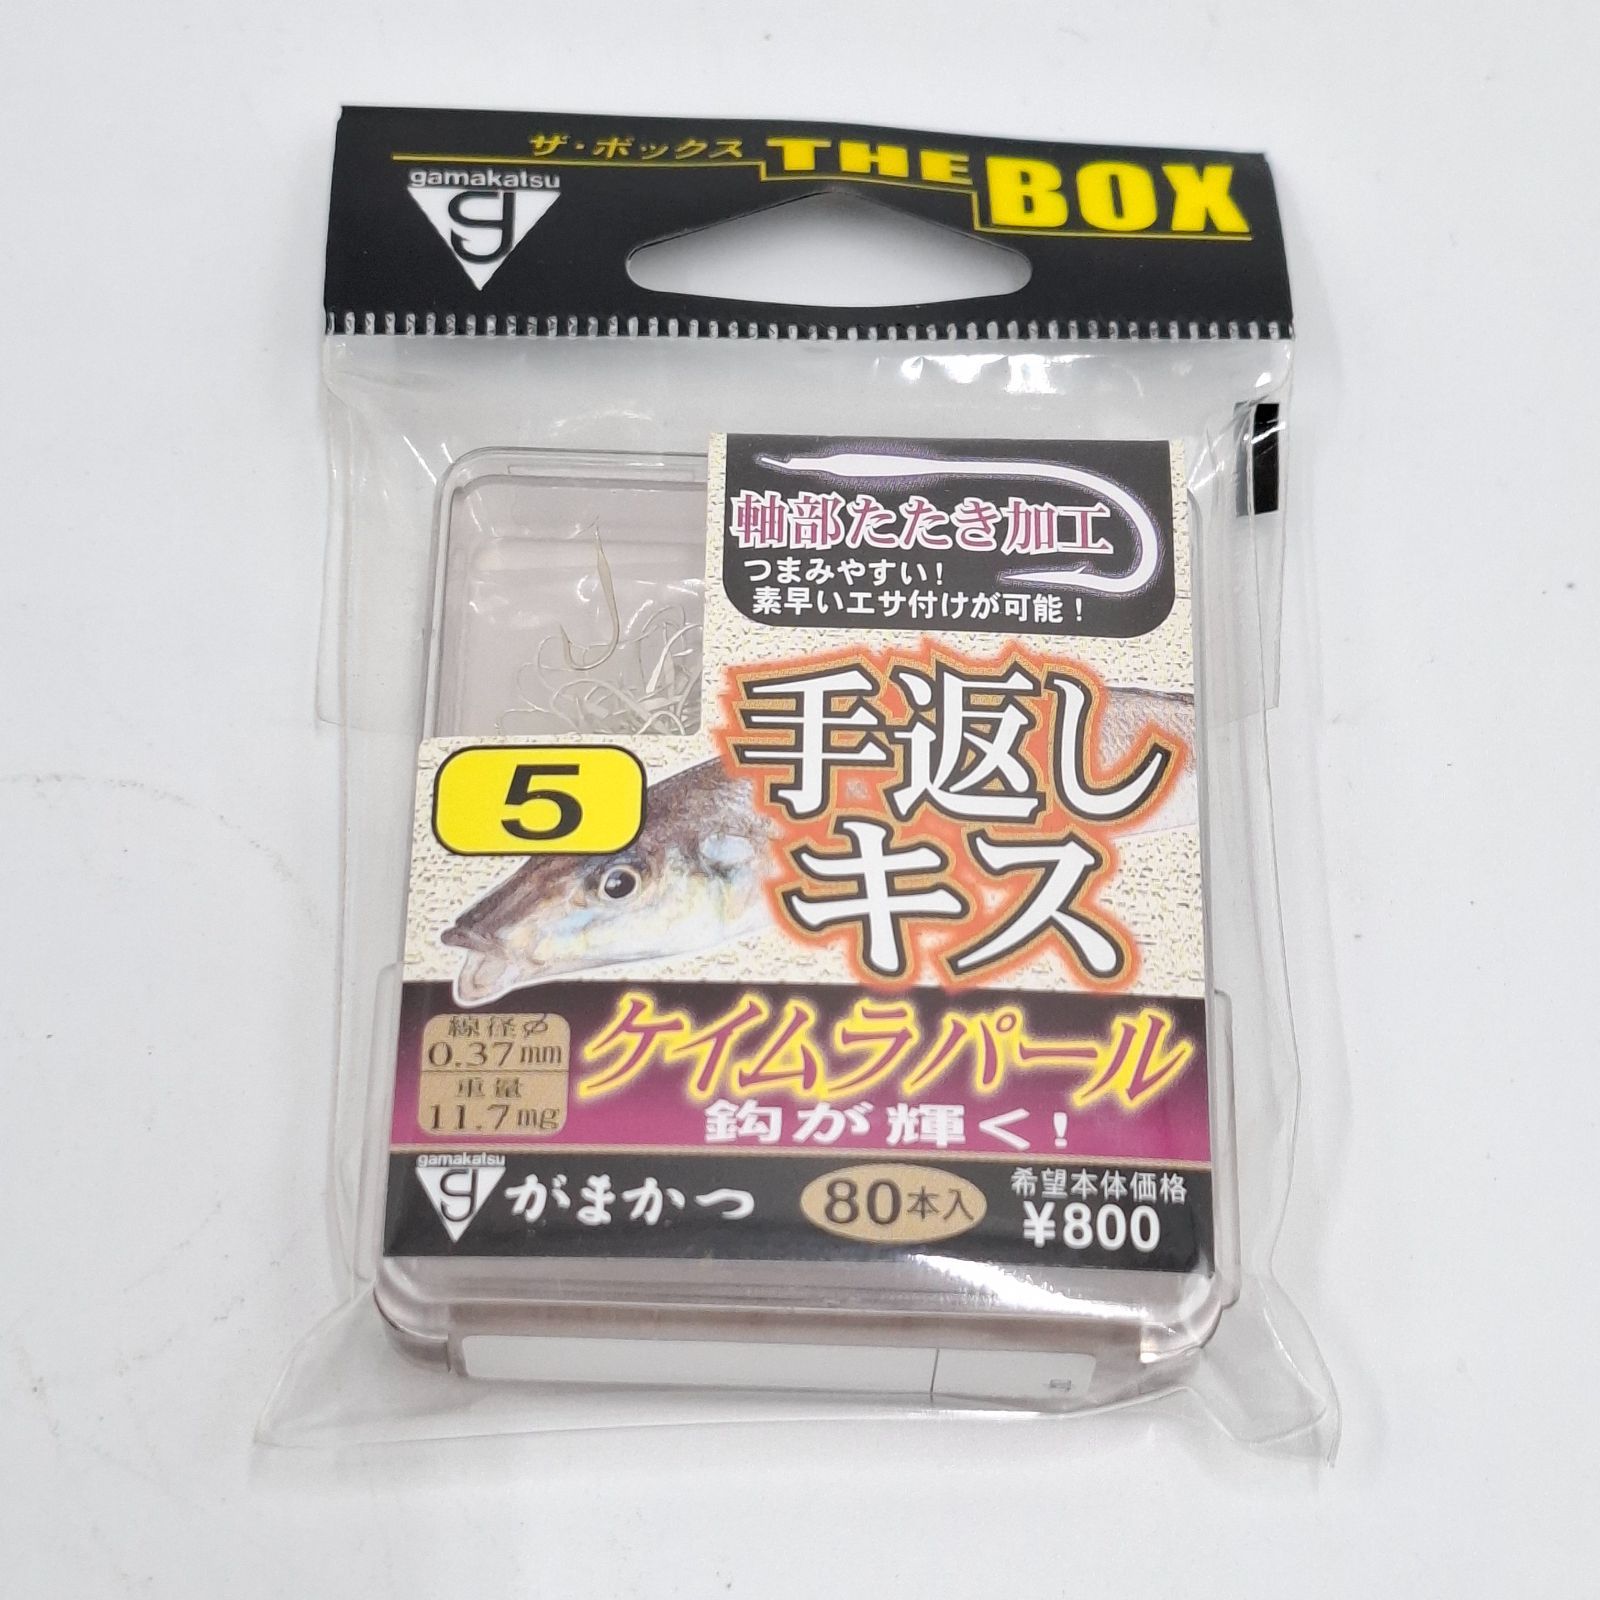 ザ・ボックス THE BOX
gamakatsu
軸部たたき加工
つまみやすい!
素早いエサ付けが可能!
手返し
キス
5
ケイムラパール
鈎が輝く!
線径φ
0.37mm
重量
11.7mg
gamakatsu
がまかつ
80本入
希望本体価格
¥800